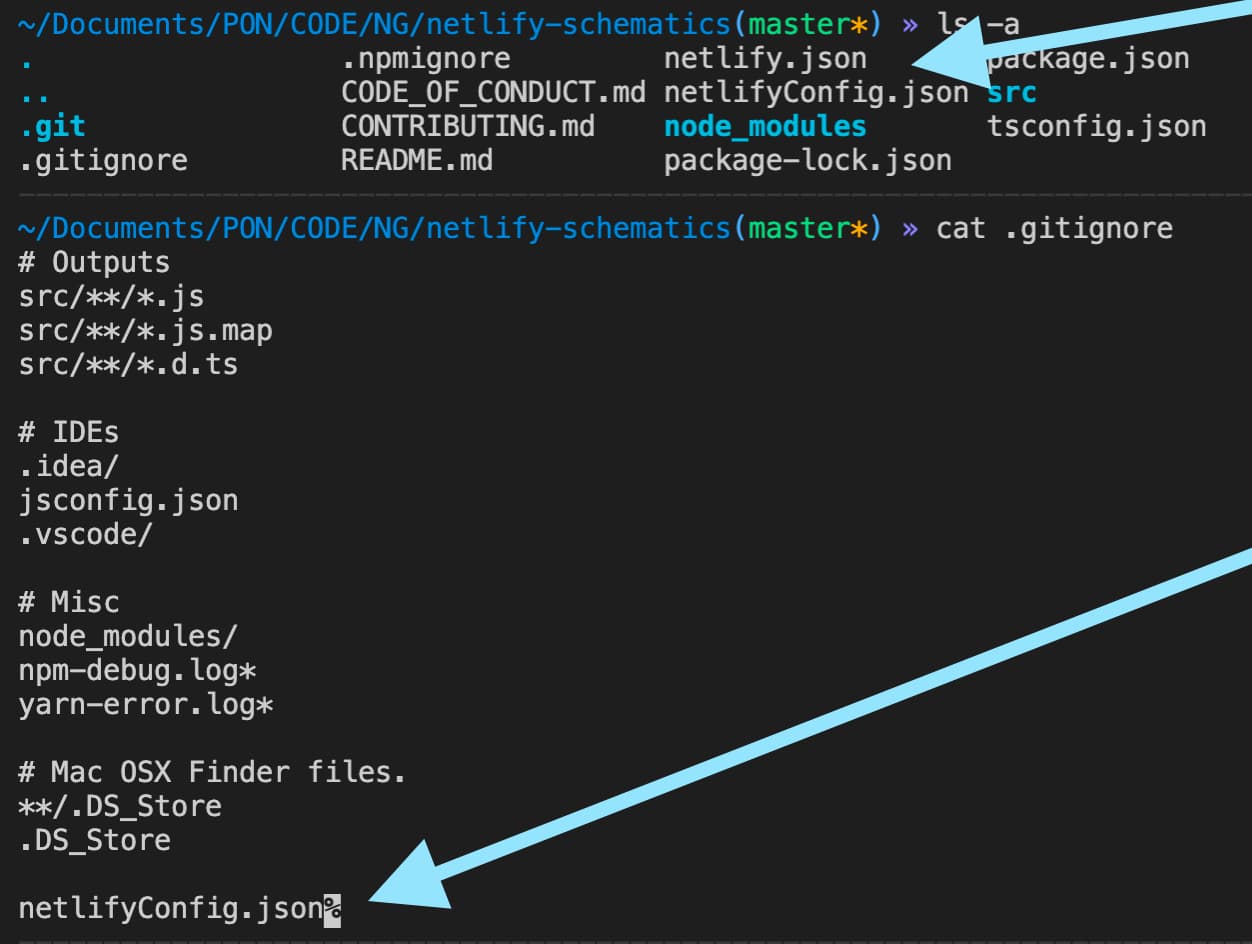 ~/Documents/PON/CODE/NG/netlify-schematics(master*) » ls -a
. .npmignore netlify.json package.json
.. CODE_OF_CONDUCT.md netlifyConfig.json src
.git CONTRIBUTING.md node_modules tsconfig.json
.gitignore README.md package-lock.json
~/Documents/PON/CODE/NG/netlify-schematics(master*) » cat .gitignore
# Outputs
src/**/*.js
src/**/*.js.map
src/**/*.d.ts
# IDEs
.idea/
jsconfig.json
.vscode/
# Misc
node_modules/
npm-debug.log*
yarn-error.log*
# Mac OSX Finder files.
**/.DS_Store
.DS_Store
netlifyConfig.json%